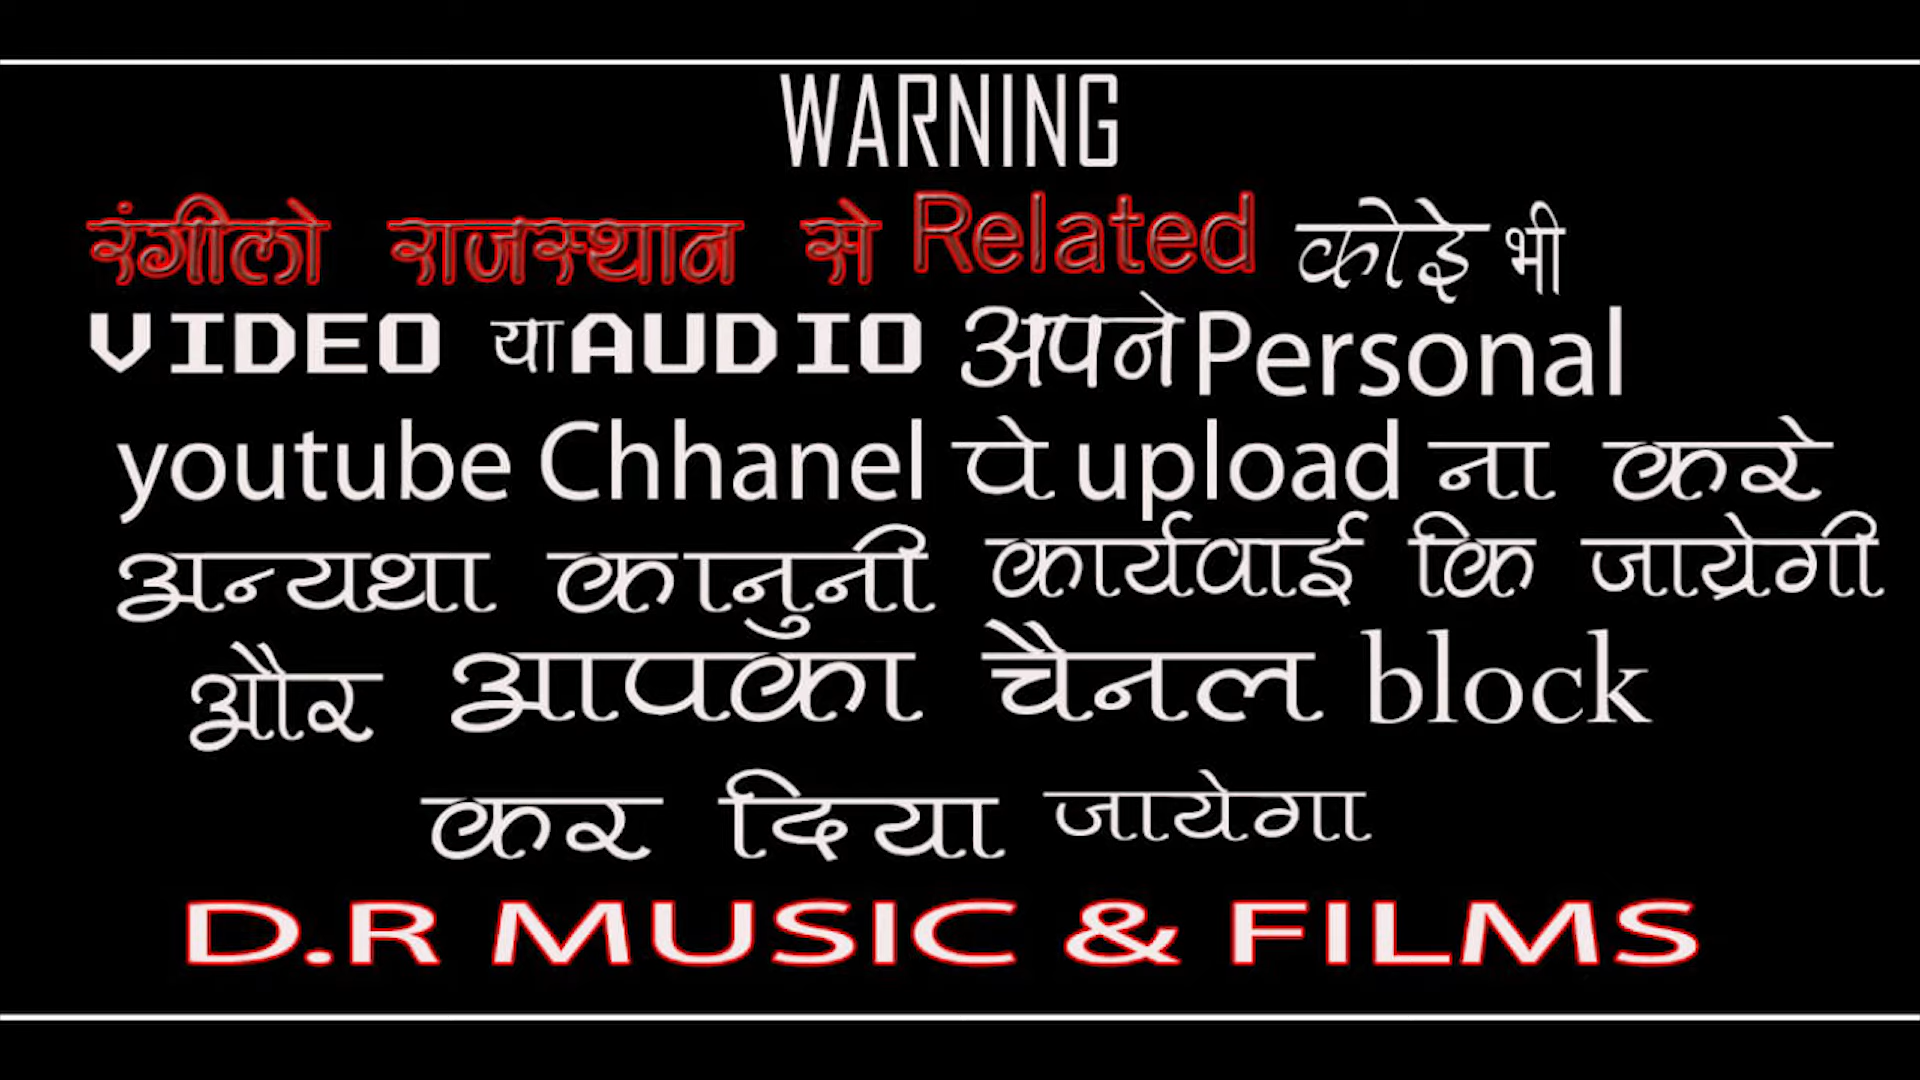 WARNING
रंगीलो राजस्थान से Related कोई भी
VIDEO या AUDIO अपने Personal
youtube Chhanel पे upload ना करे
अन्यथा कानुनी कार्यवाई कि जाय्रेगी
और आपका चैनल block
कर दिया जायेगा
D.R MUSIC & FILMS